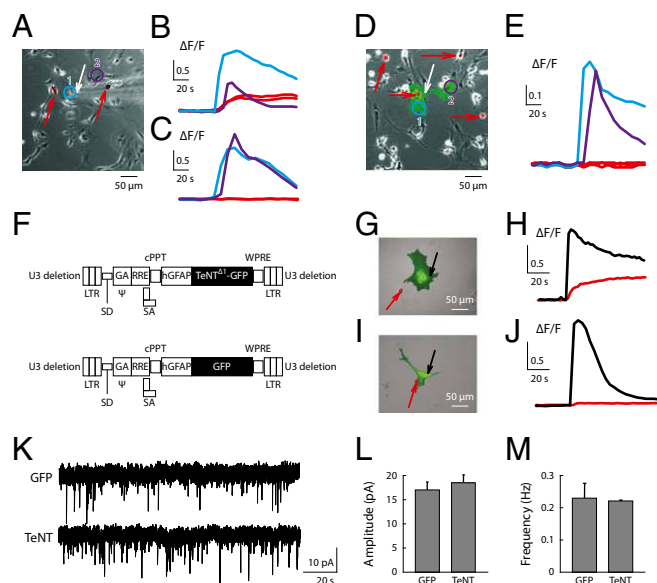 A
B
D
E
2
1
50 µm
ΔF/F
0.5
20 s
C
ΔF/F
0.5
20 s
2
1
50 µm
ΔF/F
0.1
20 s
F
G
H
cPPT
WPRE
U3 deletion
GA
RRE
hGFAP
TeNT^Δ1-GFP
U3 deletion
LTR
Ψ
LTR
SD
SA
50 µm
ΔF/F
0.5
20 s
I
J
cPPT
WPRE
U3 deletion
GA
RRE
hGFAP
GFP
U3 deletion
LTR
Ψ
LTR
SD
SA
50 µm
ΔF/F
0.5
20 s
K
L
M
GFP
TeNT
10 pA
20 s
Amplitude (pA)
20
15
10
5
0
GFP TeNT
Frequency (Hz)
0.4
0.2
0
GFP TeNT